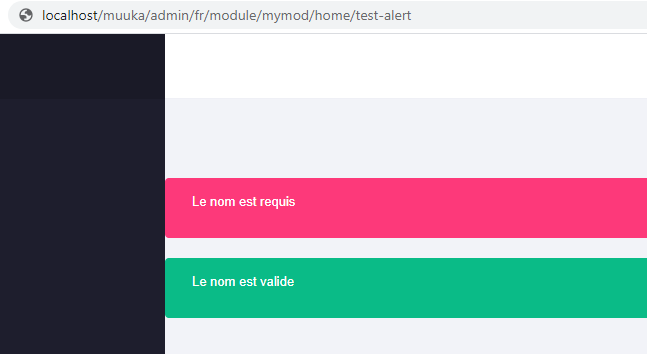 localhost/muuka/admin/fr/module/mymod/home/test-alert
Le nom est requis
Le nom est valide